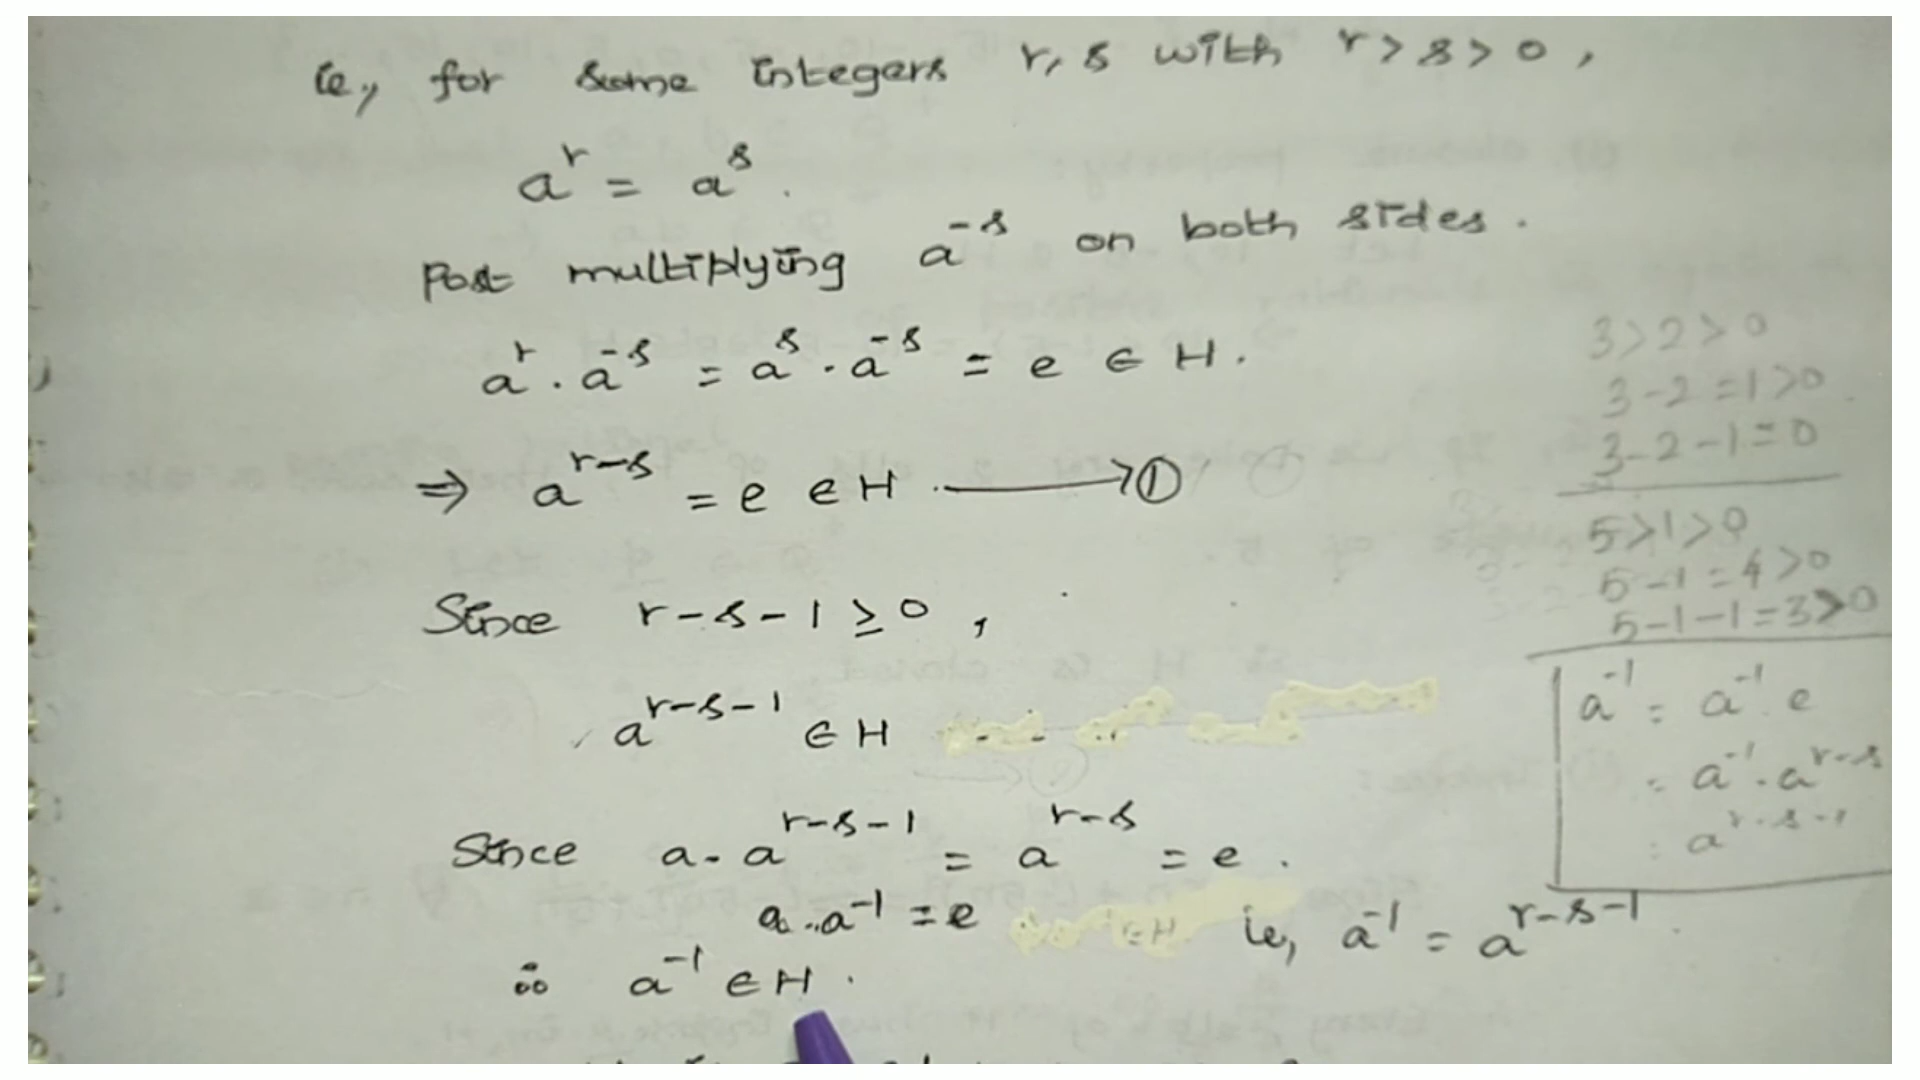 ie, for some integers r, s with r > s > 0,
a^r = a^s.
Post multiplying a^-s on both sides.
a^r . a^-s = a^s . a^-s = e ∈ H.
⇒ a^r-s = e ∈ H ⟶ ①
Since r-s-1 ≥ 0,
a^r-s-1 ∈ H
Since a . a^r-s-1 = a^r-s = e.
a . a^-1 = e ie, a^-1 = a^r-s-1
∴ a^-1 ∈ H.
3>2>0
3-2=1>0
3-2-1=0
5>1>0
5-1=4>0
5-1-1=3>0
a^-1 = a^-1 . e
= a^-1 . a^r-s
= a^r-s-1